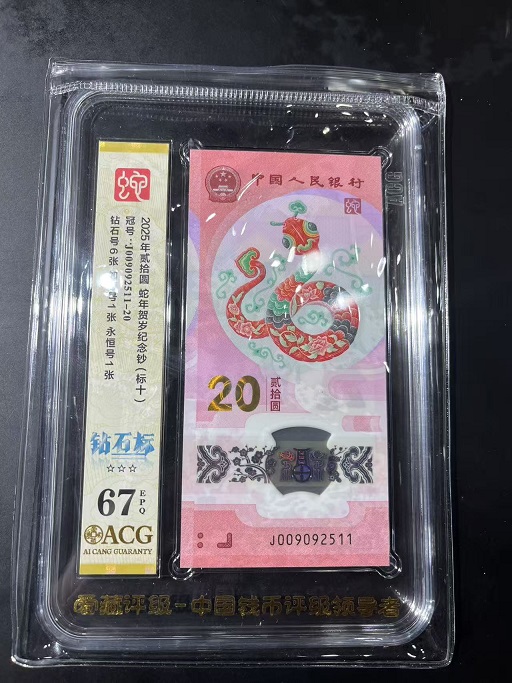 蛇
2025年贰拾圆 蛇年贺岁纪念钞(标十)
冠号:J009092511-20
钻石号6张
号1张 永恒号1张
钻石标
☆☆☆
67 EPQ
ACG
AI CANG GUARANTY
中国人民银行
蛇
20
贰拾圆
J009092511
爱藏评级-中国钱币评级领导者